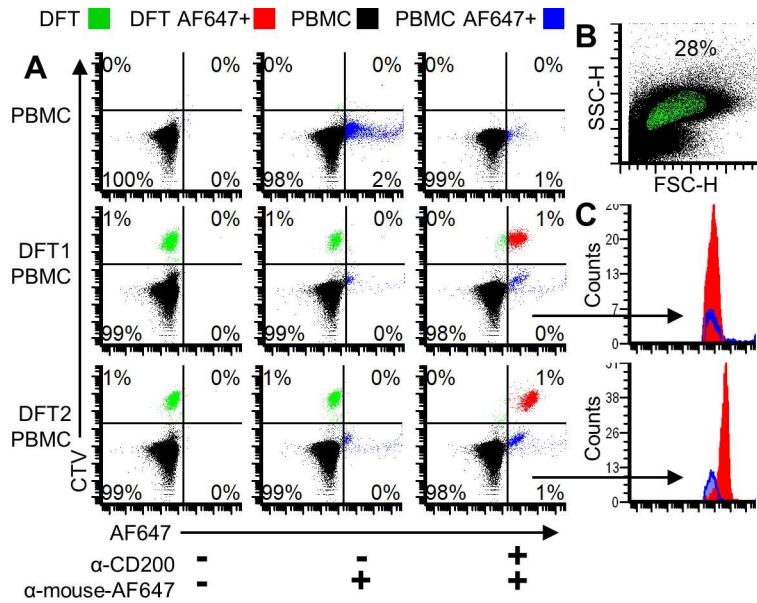 DFT DFT AF647+ PBMC PBMC AF647+
A
B
PBMC
0% 0% 0% 0% 0% 0%
100% 0% 98% 2% 99% 1%
28%
SSC-H
FSC-H
DFT1
PBMC
1% 0% 1% 0% 0% 1%
99% 0% 99% 0% 98% 0%
C
Counts
20
13
7
0
DFT2
PBMC
1% 0% 1% 0% 0% 1%
99% 0% 99% 0% 98% 1%
Counts
51
38
26
13
0
CTV
AF647
α-CD200 - - +
α-mouse-AF647 - + +